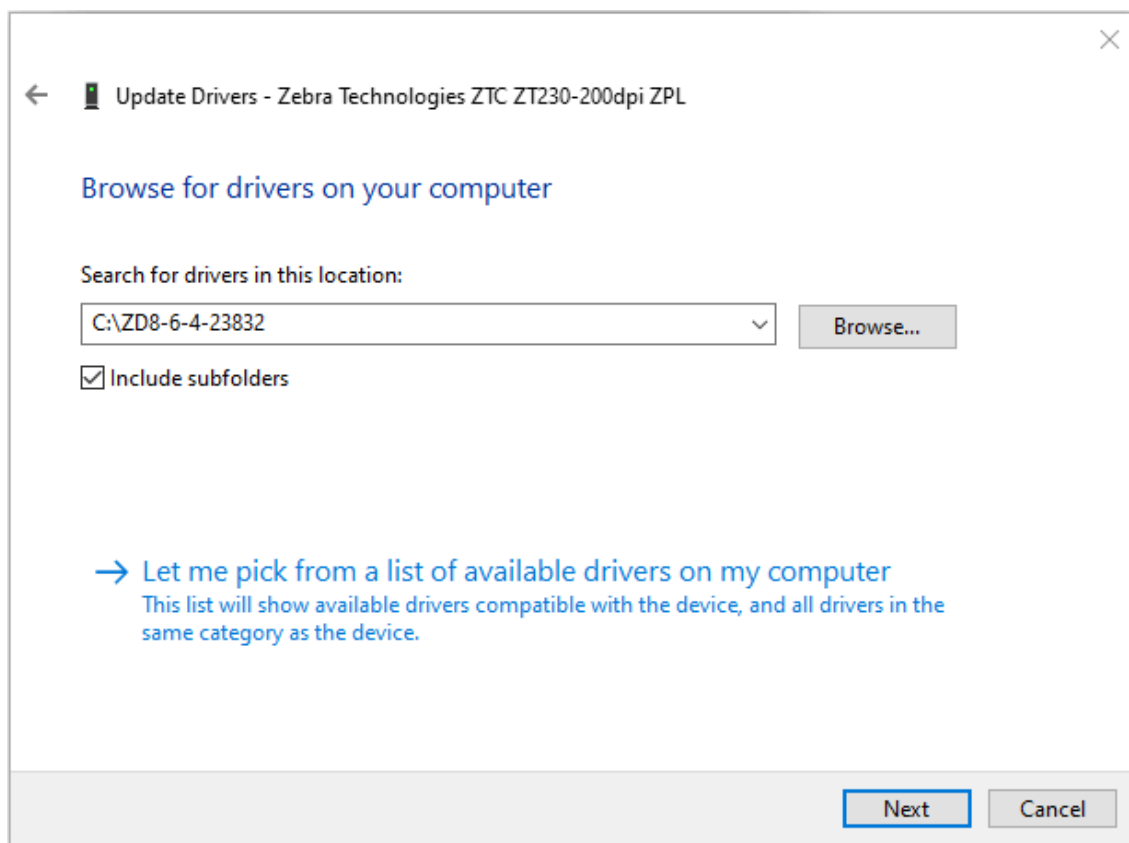 Update Drivers - Zebra Technologies ZTC ZT230-200dpi ZPL
Browse for drivers on your computer
Search for drivers in this location:
C:\ZD8-6-4-23832
Browse...
Include subfolders
Let me pick from a list of available drivers on my computer
This list will show available drivers compatible with the device, and all drivers in the
same category as the device.
Next
Cancel